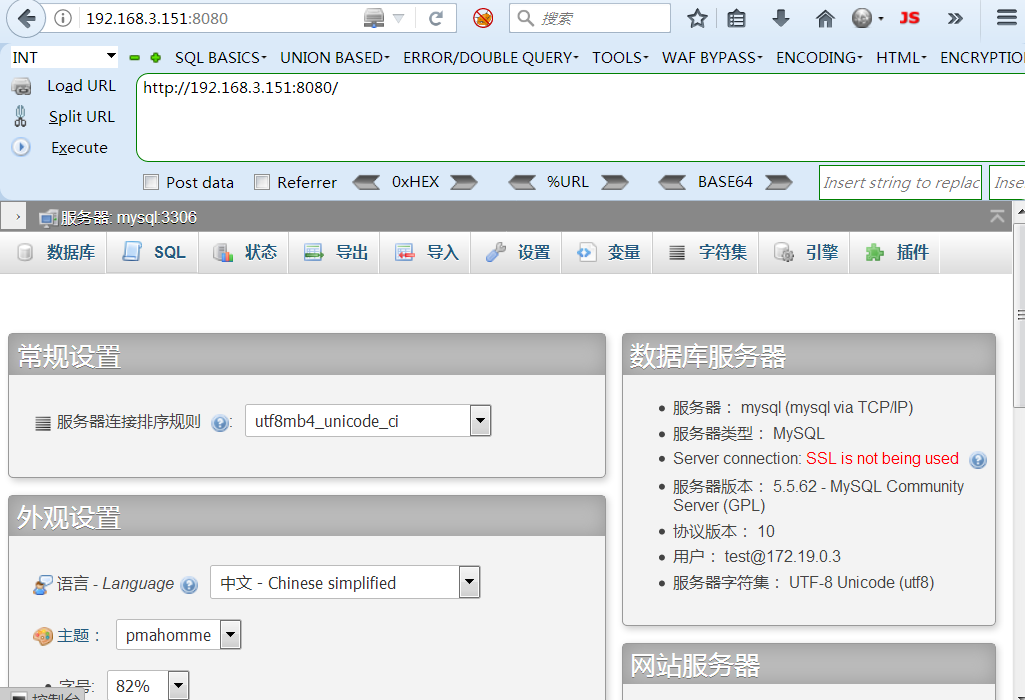 192.168.3.151:8080 搜索 JS
INT SQL BASICS UNION BASED ERROR/DOUBLE QUERY TOOLS WAF BYPASS ENCODING HTML ENCRYPTIO
Load URL http://192.168.3.151:8080/
Split URL
Execute
Post data Referrer 0xHEX %URL BASE64 Insert string to replac Inse
服务器: mysql:3306
数据库 SQL 状态 导出 导入 设置 变量 字符集 引擎 插件
常规设置
服务器连接排序规则 : utf8mb4_unicode_ci
外观设置
语言 - Language 中文 - Chinese simplified
主题： pmahomme
字号: 82%
控制台
数据库服务器
服务器： mysql (mysql via TCP/IP)
服务器类型： MySQL
Server connection: SSL is not being used
服务器版本： 5.5.62 - MySQL Community
Server (GPL)
协议版本： 10
用户： test@172.19.0.3
服务器字符集： UTF-8 Unicode (utf8)
网站服务器